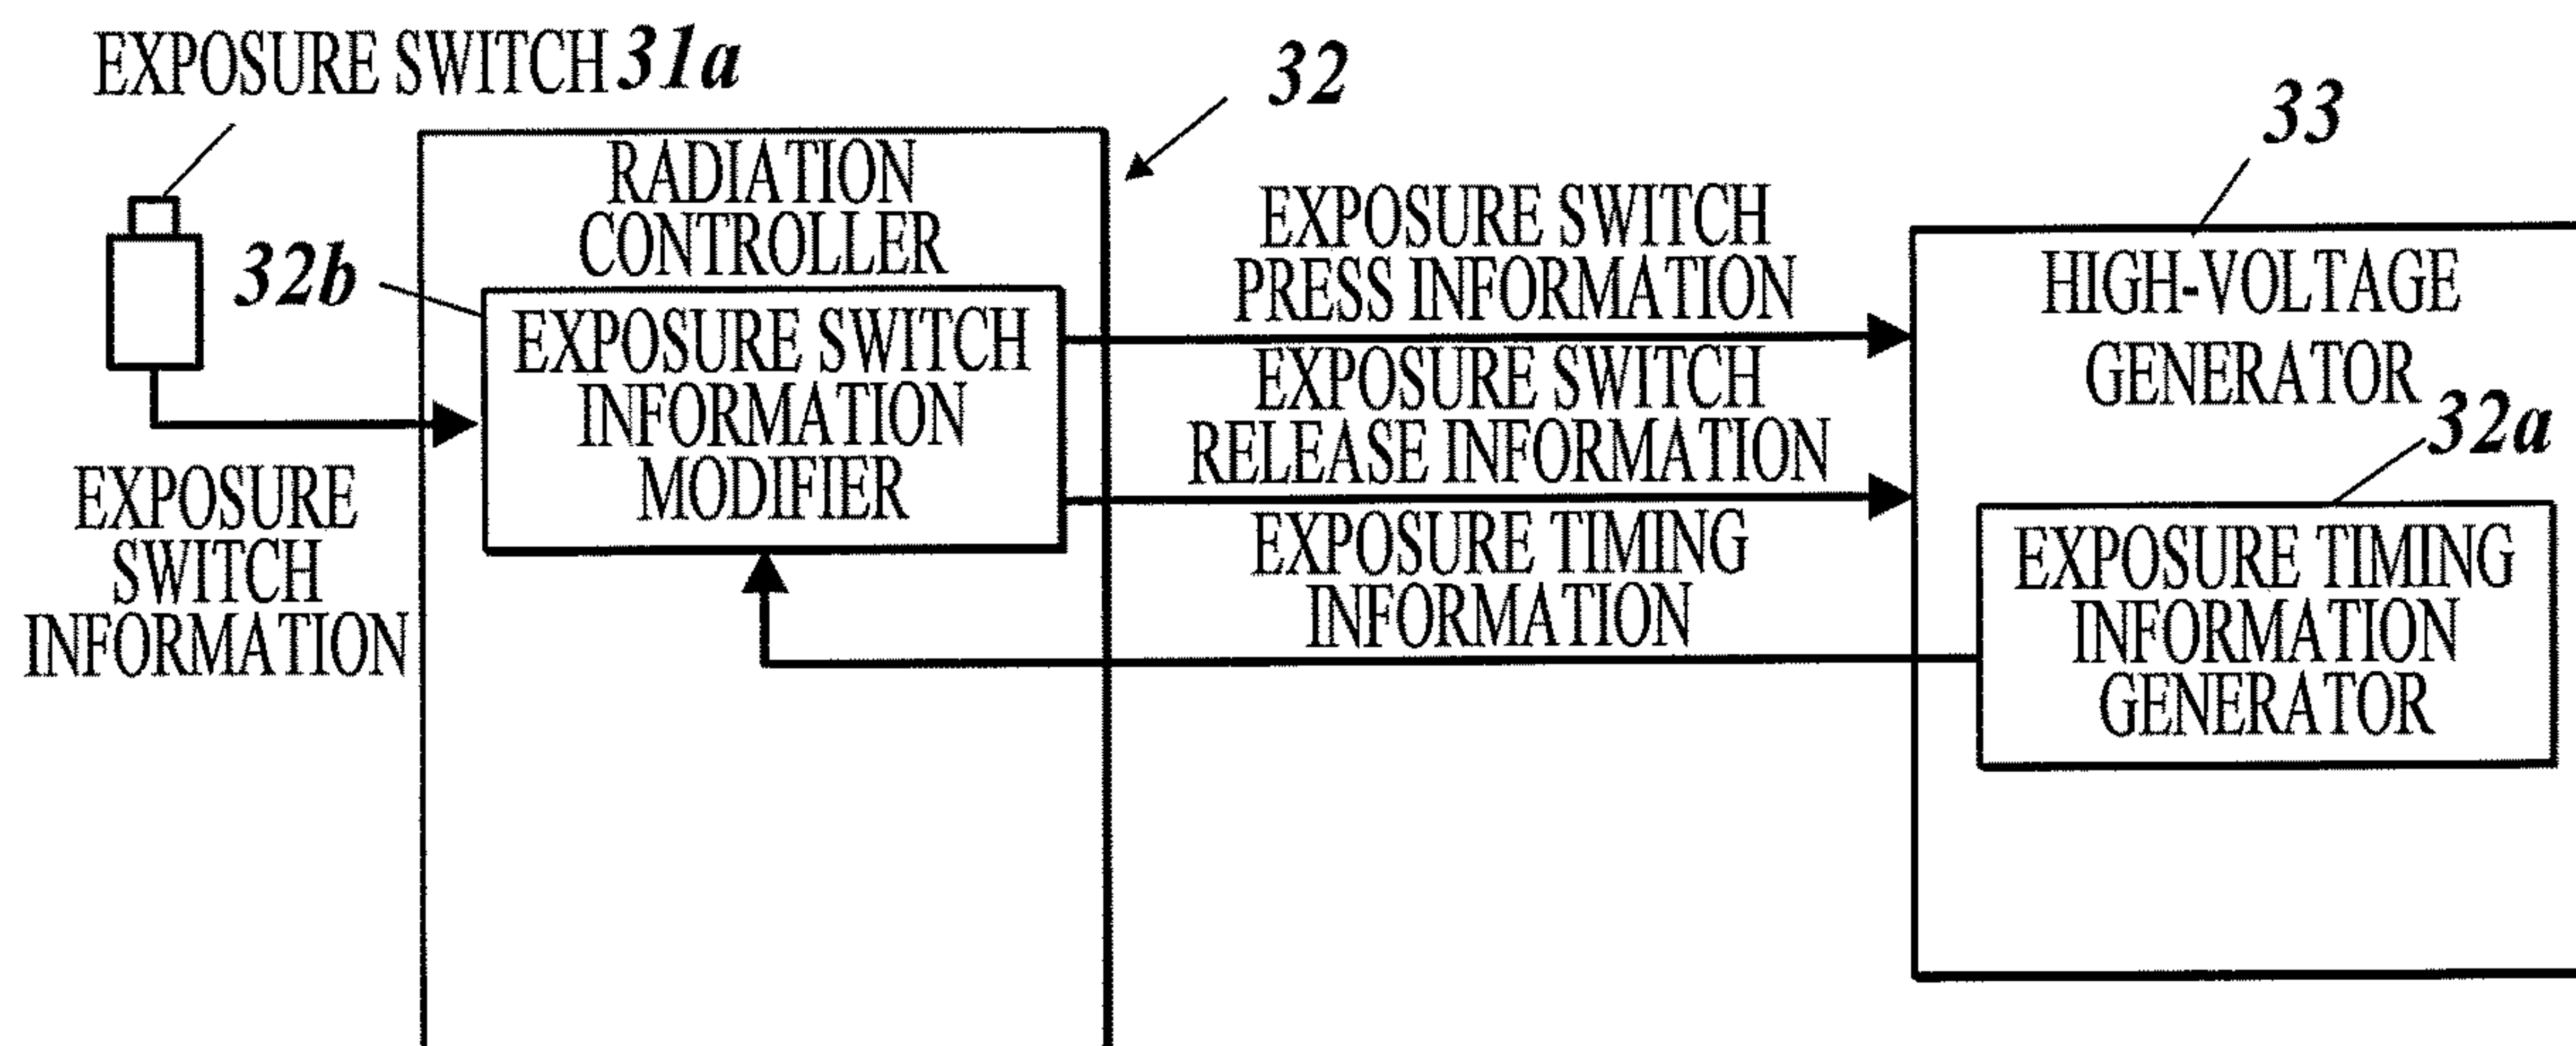 EXPOSURE SWITCH 31a
32
33
RADIATION
CONTROLLER
32b
EXPOSURE SWITCH
INFORMATION
MODIFIER
EXPOSURE
SWITCH
INFORMATION
EXPOSURE SWITCH
PRESS INFORMATION
EXPOSURE SWITCH
RELEASE INFORMATION
EXPOSURE TIMING
INFORMATION
HIGH-VOLTAGE
GENERATOR
32a
EXPOSURE TIMING
INFORMATION
GENERATOR